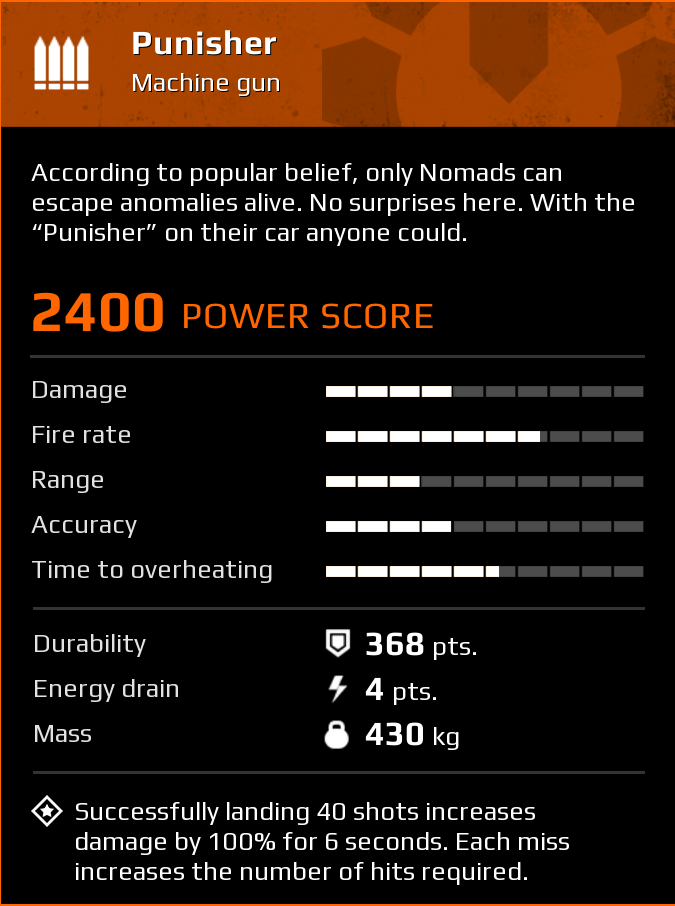 Punisher
Machine gun
According to popular belief, only Nomads can
escape anomalies alive. No surprises here. With the
“Punisher” on their car anyone could.
2400 POWER SCORE
Damage
Fire rate
Range
Accuracy
Time to overheating
Durability 368 pts.
Energy drain 4 pts.
Mass 430 kg
Successfully landing 40 shots increases
damage by 100% for 6 seconds. Each miss
increases the number of hits required.